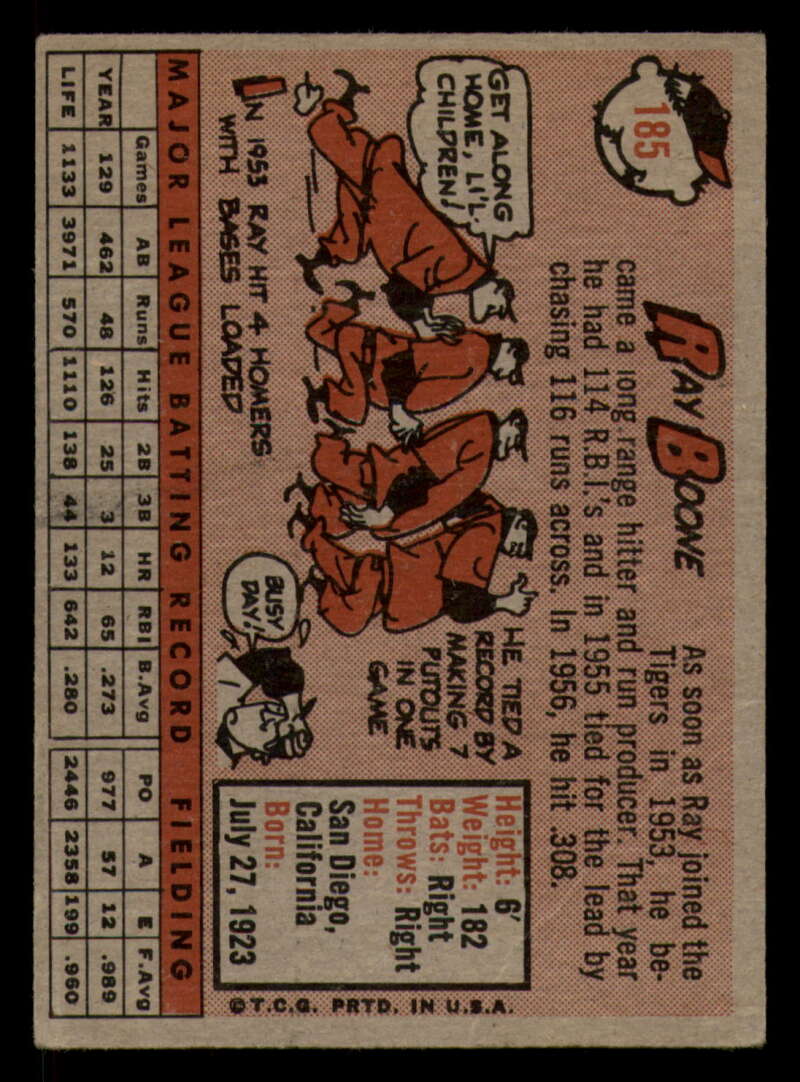 185
RAY BOONE
As soon as Ray joined the
Tigers in 1953, he be-
came a long range hitter and run producer. That year
he had 114 R.B.I.'s and in 1955 tied for the lead by
chasing 116 runs across. In 1956, he hit .308.
GET ALONG
HOME, LI'L
CHILDREN!
IN 1953 RAY HIT 4 HOMERS
WITH BASES LOADED
HE TIED A
RECORD BY
MAKING 7
PUTOUTS
IN ONE
GAME
BUSY
DAY!
Height: 6'
Weight: 182
Bats: Right
Throws: Right
Home:
San Diego,
California
Born:
July 27, 1923
©T.C.G. PRTD. IN U.S.A.
MAJOR LEAGUE BATTING RECORD FIELDING
Games AB Runs Hits 2B 3B HR RBI B.Avg PO A E F.Avg
YEAR 129 462 48 126 25 3 12 65 .273 977 57 12 .989
LIFE 1133 3971 570 1110 138 44 133 642 .280 2446 2358 199 .960